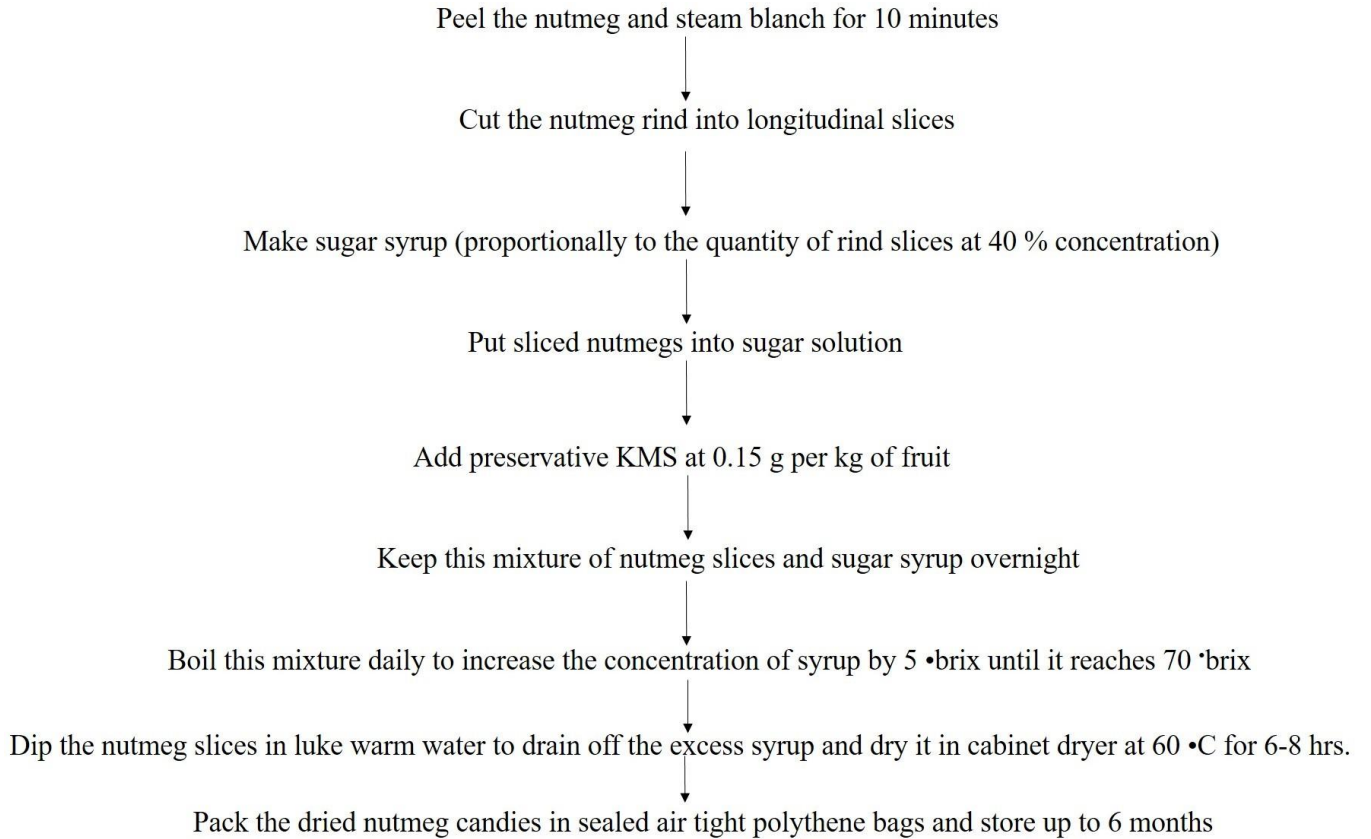 Peel the nutmeg and steam blanch for 10 minutes
Cut the nutmeg rind into longitudinal slices
Make sugar syrup (proportionally to the quantity of rind slices at 40 % concentration)
Put sliced nutmegs into sugar solution
Add preservative KMS at 0.15 g per kg of fruit
Keep this mixture of nutmeg slices and sugar syrup overnight
Boil this mixture daily to increase the concentration of syrup by 5 •brix until it reaches 70 •brix
Dip the nutmeg slices in luke warm water to drain off the excess syrup and dry it in cabinet dryer at 60 •C for 6-8 hrs.
Pack the dried nutmeg candies in sealed air tight polythene bags and store up to 6 months